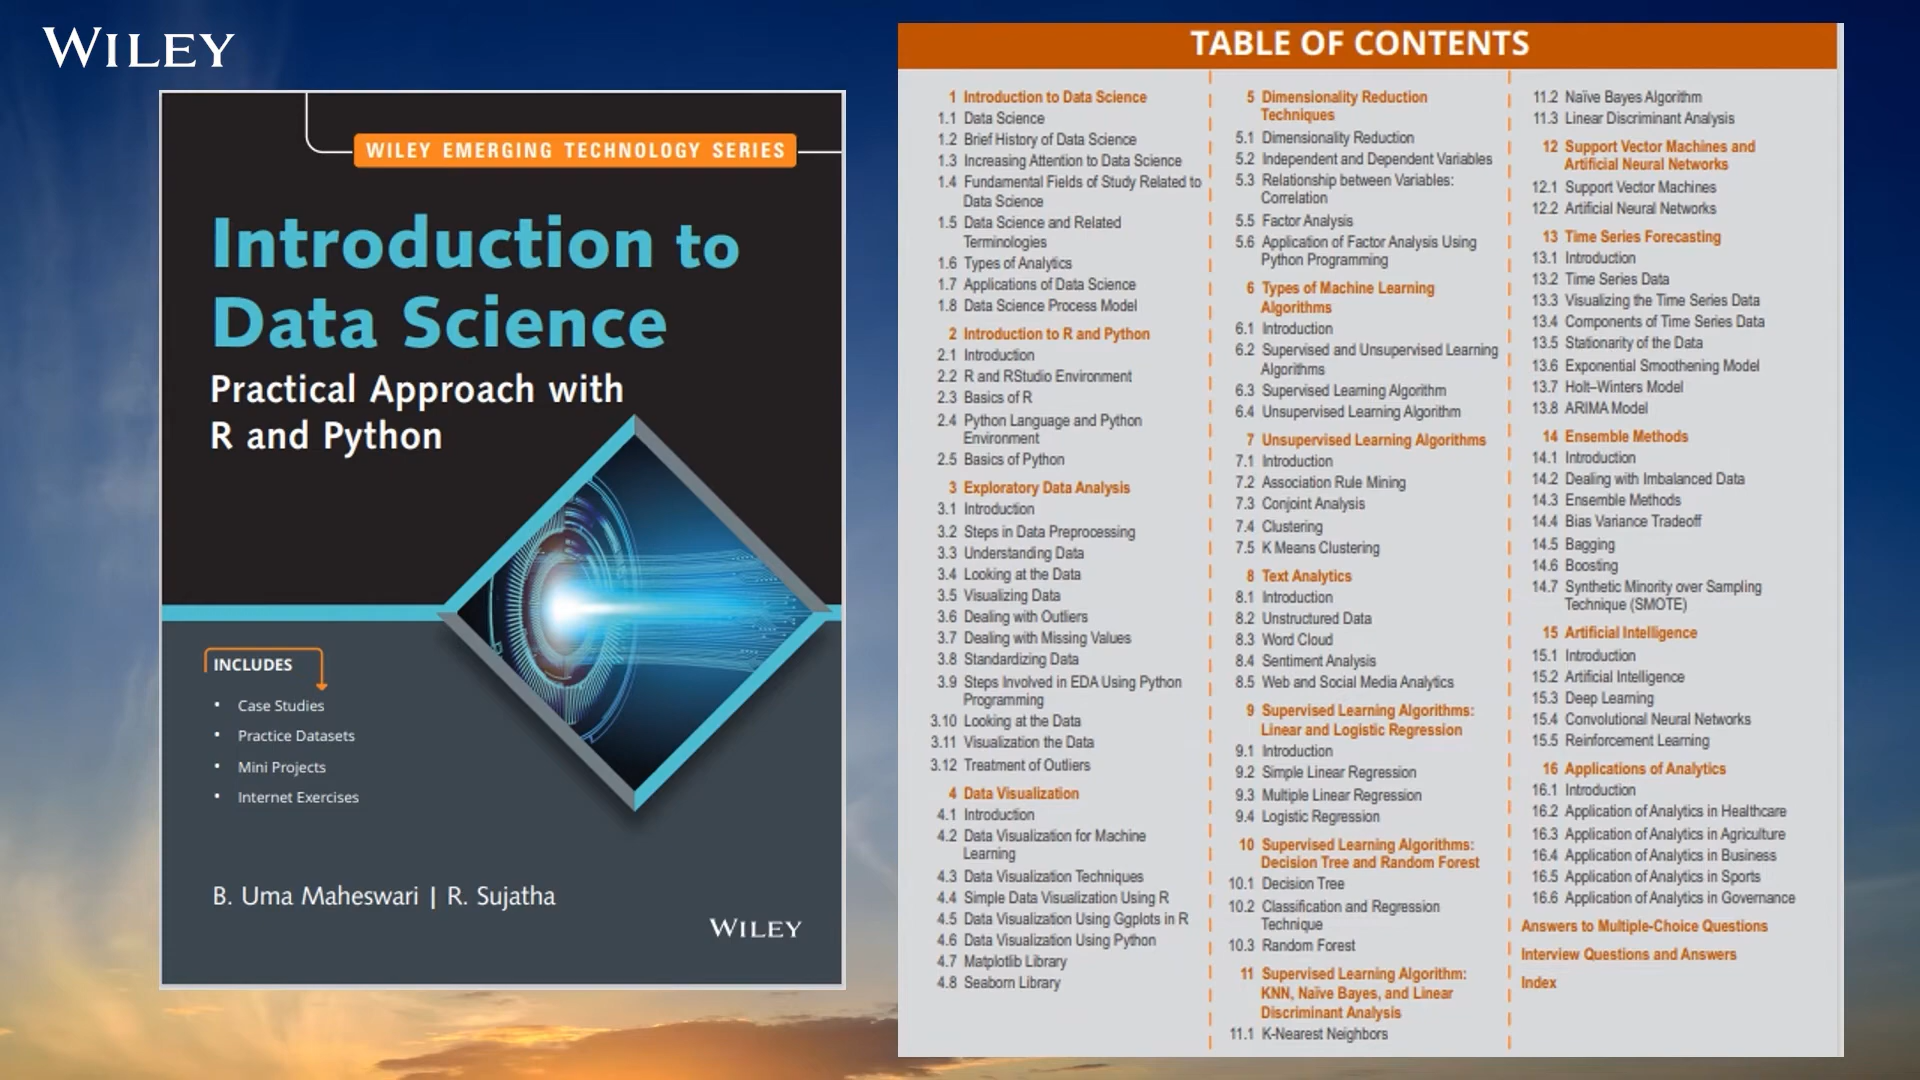 WILEY
WILEY EMERGING TECHNOLOGY SERIES
Introduction to
Data Science
Practical Approach with
R and Python
INCLUDES
• Case Studies
• Practice Datasets
• Mini Projects
• Internet Exercises
B. Uma Maheswari | R. Sujatha
WILEY
TABLE OF CONTENTS
1 Introduction to Data Science
1.1 Data Science
1.2 Brief History of Data Science
1.3 Increasing Attention to Data Science
1.4 Fundamental Fields of Study Related to
Data Science
1.5 Data Science and Related
Terminologies
1.6 Types of Analytics
1.7 Applications of Data Science
1.8 Data Science Process Model
2 Introduction to R and Python
2.1 Introduction
2.2 R and RStudio Environment
2.3 Basics of R
2.4 Python Language and Python
Environment
2.5 Basics of Python
3 Exploratory Data Analysis
3.1 Introduction
3.2 Steps in Data Preprocessing
3.3 Understanding Data
3.4 Looking at the Data
3.5 Visualizing Data
3.6 Dealing with Outliers
3.7 Dealing with Missing Values
3.8 Standardizing Data
3.9 Steps Involved in EDA Using Python
Programming
3.10 Looking at the Data
3.11 Visualization the Data
3.12 Treatment of Outliers
4 Data Visualization
4.1 Introduction
4.2 Data Visualization for Machine
Learning
4.3 Data Visualization Techniques
4.4 Simple Data Visualization Using R
4.5 Data Visualization Using Ggplots in R
4.6 Data Visualization Using Python
4.7 Matplotlib Library
4.8 Seaborn Library
5 Dimensionality Reduction
Techniques
5.1 Dimensionality Reduction
5.2 Independent and Dependent Variables
5.3 Relationship between Variables:
Correlation
5.5 Factor Analysis
5.6 Application of Factor Analysis Using
Python Programming
6 Types of Machine Learning
Algorithms
6.1 Introduction
6.2 Supervised and Unsupervised Learning
Algorithms
6.3 Supervised Learning Algorithm
6.4 Unsupervised Learning Algorithm
7 Unsupervised Learning Algorithms
7.1 Introduction
7.2 Association Rule Mining
7.3 Conjoint Analysis
7.4 Clustering
7.5 K Means Clustering
8 Text Analytics
8.1 Introduction
8.2 Unstructured Data
8.3 Word Cloud
8.4 Sentiment Analysis
8.5 Web and Social Media Analytics
9 Supervised Learning Algorithms:
Linear and Logistic Regression
9.1 Introduction
9.2 Simple Linear Regression
9.3 Multiple Linear Regression
9.4 Logistic Regression
10 Supervised Learning Algorithms:
Decision Tree and Random Forest
10.1 Decision Tree
10.2 Classification and Regression
Technique
10.3 Random Forest
11 Supervised Learning Algorithm:
KNN, Naïve Bayes, and Linear
Discriminant Analysis
11.1 K-Nearest Neighbors
11.2 Naïve Bayes Algorithm
11.3 Linear Discriminant Analysis
12 Support Vector Machines and
Artificial Neural Networks
12.1 Support Vector Machines
12.2 Artificial Neural Networks
13 Time Series Forecasting
13.1 Introduction
13.2 Time Series Data
13.3 Visualizing the Time Series Data
13.4 Components of Time Series Data
13.5 Stationarity of the Data
13.6 Exponential Smoothening Model
13.7 Holt–Winters Model
13.8 ARIMA Model
14 Ensemble Methods
14.1 Introduction
14.2 Dealing with Imbalanced Data
14.3 Ensemble Methods
14.4 Bias Variance Tradeoff
14.5 Bagging
14.6 Boosting
14.7 Synthetic Minority over Sampling
Technique (SMOTE)
15 Artificial Intelligence
15.1 Introduction
15.2 Artificial Intelligence
15.3 Deep Learning
15.4 Convolutional Neural Networks
15.5 Reinforcement Learning
16 Applications of Analytics
16.1 Introduction
16.2 Application of Analytics in Healthcare
16.3 Application of Analytics in Agriculture
16.4 Application of Analytics in Business
16.5 Application of Analytics in Sports
16.6 Application of Analytics in Governance
Answers to Multiple-Choice Questions
Interview Questions and Answers
Index